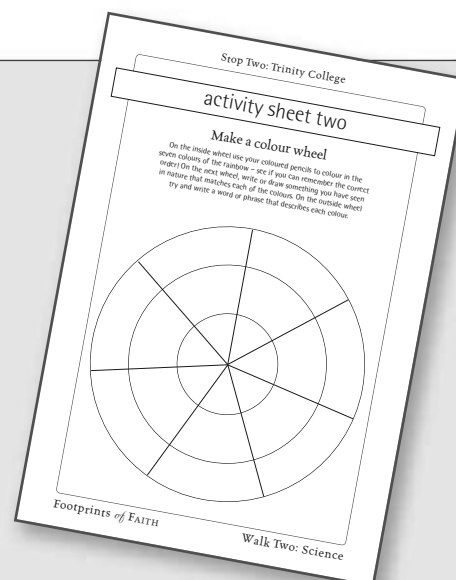 Stop Two: Trinity College
activity sheet two
Make a colour wheel
On the inside wheel use your coloured pencils to colour in the
seven colours of the rainbow – see if you can remember the correct
order! On the next wheel, write or draw something you have seen
in nature that matches each of the colours. On the outside wheel
try and write a word or phrase that describes each colour.
Footprints of FAITH
Walk Two: Science